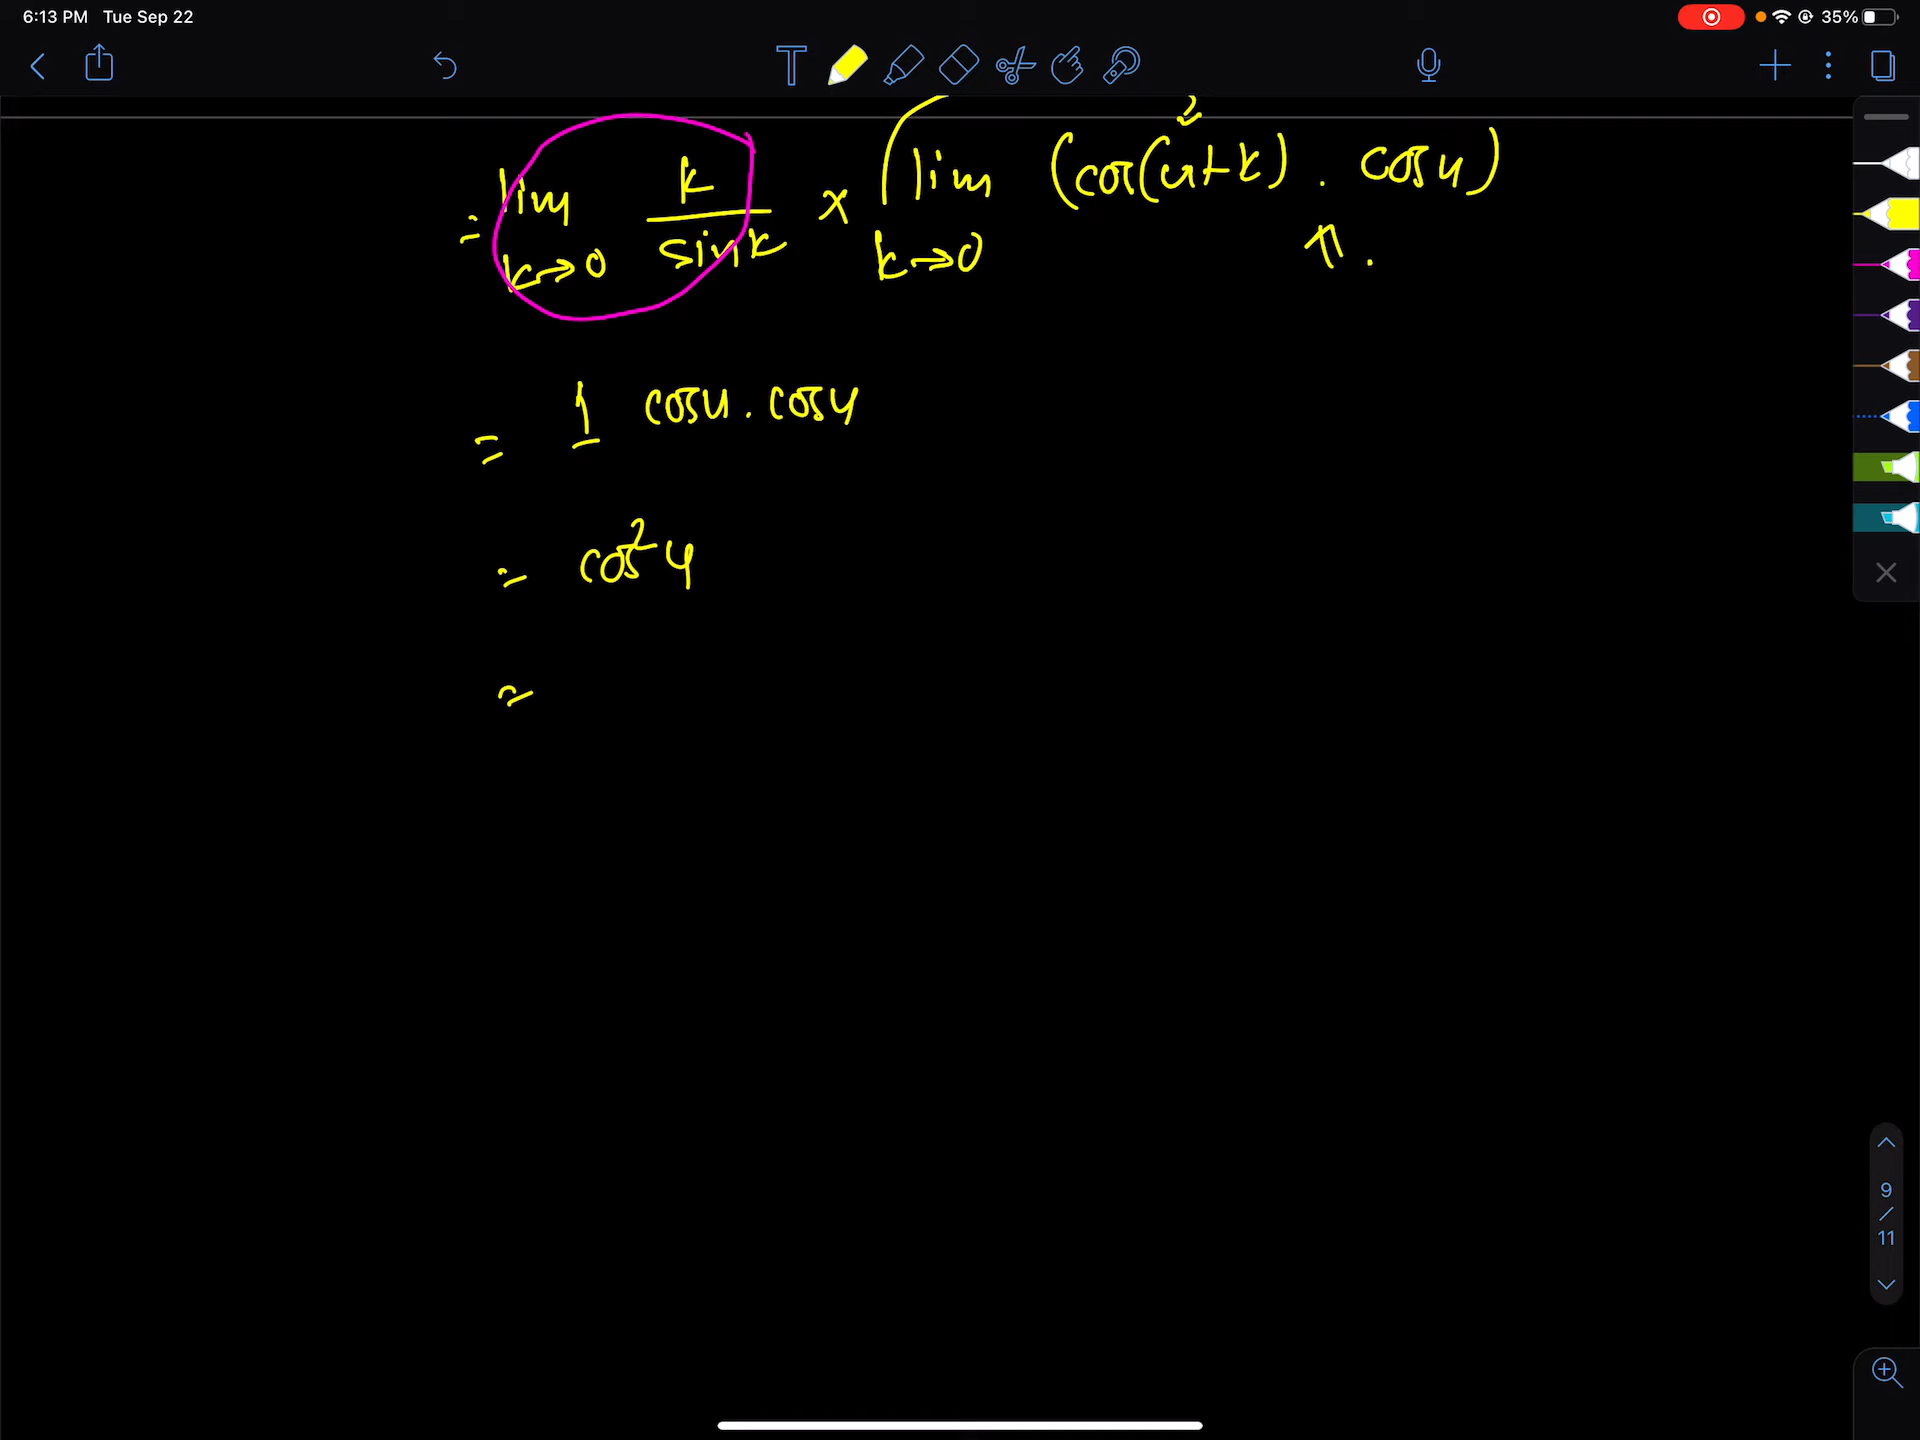 6:13 PM Tue Sep 22 35%
= lim k→0 k/sin k × lim k→0 (cos(u+k) . cos u)
= 1 cos u . cos u
= cos² u
=
9
/
11